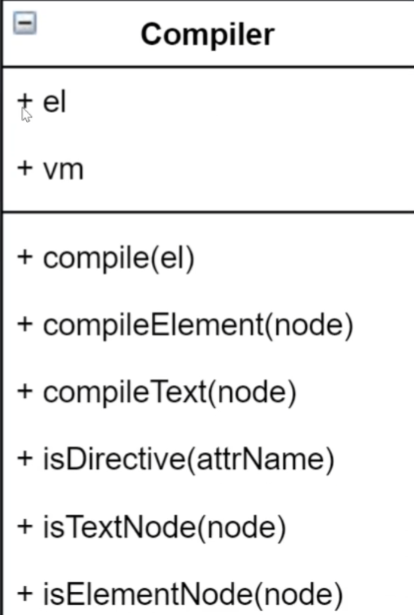 Compiler
+ el
+ vm
+ compile(el)
+ compileElement(node)
+ compileText(node)
+ isDirective(attrName)
+ isTextNode(node)
+ isElementNode(node)